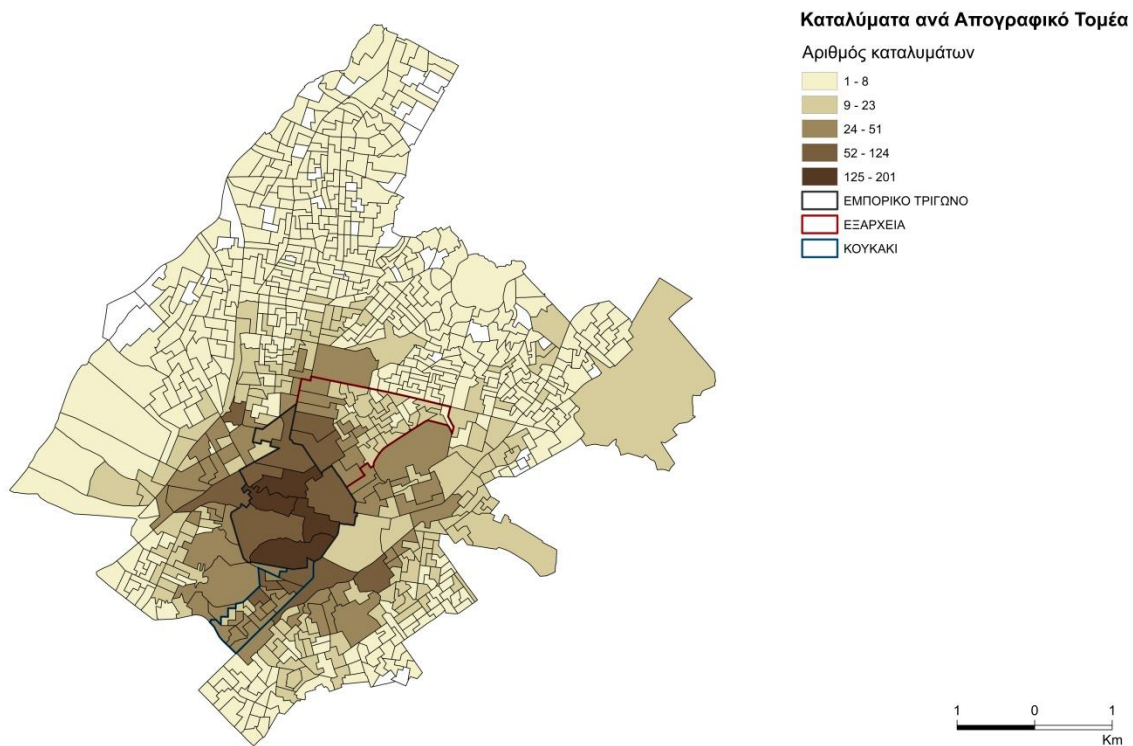 Καταλύματα ανά Απογραφικό Τομέα
Αριθμός καταλυμάτων
1 - 8
9 - 23
24 - 51
52 - 124
125 - 201
ΕΜΠΟΡΙΚΟ ΤΡΙΓΩΝΟ
ΕΞΑΡΧΕΙΑ
ΚΟΥΚΑΚΙ
1 0 1
Km